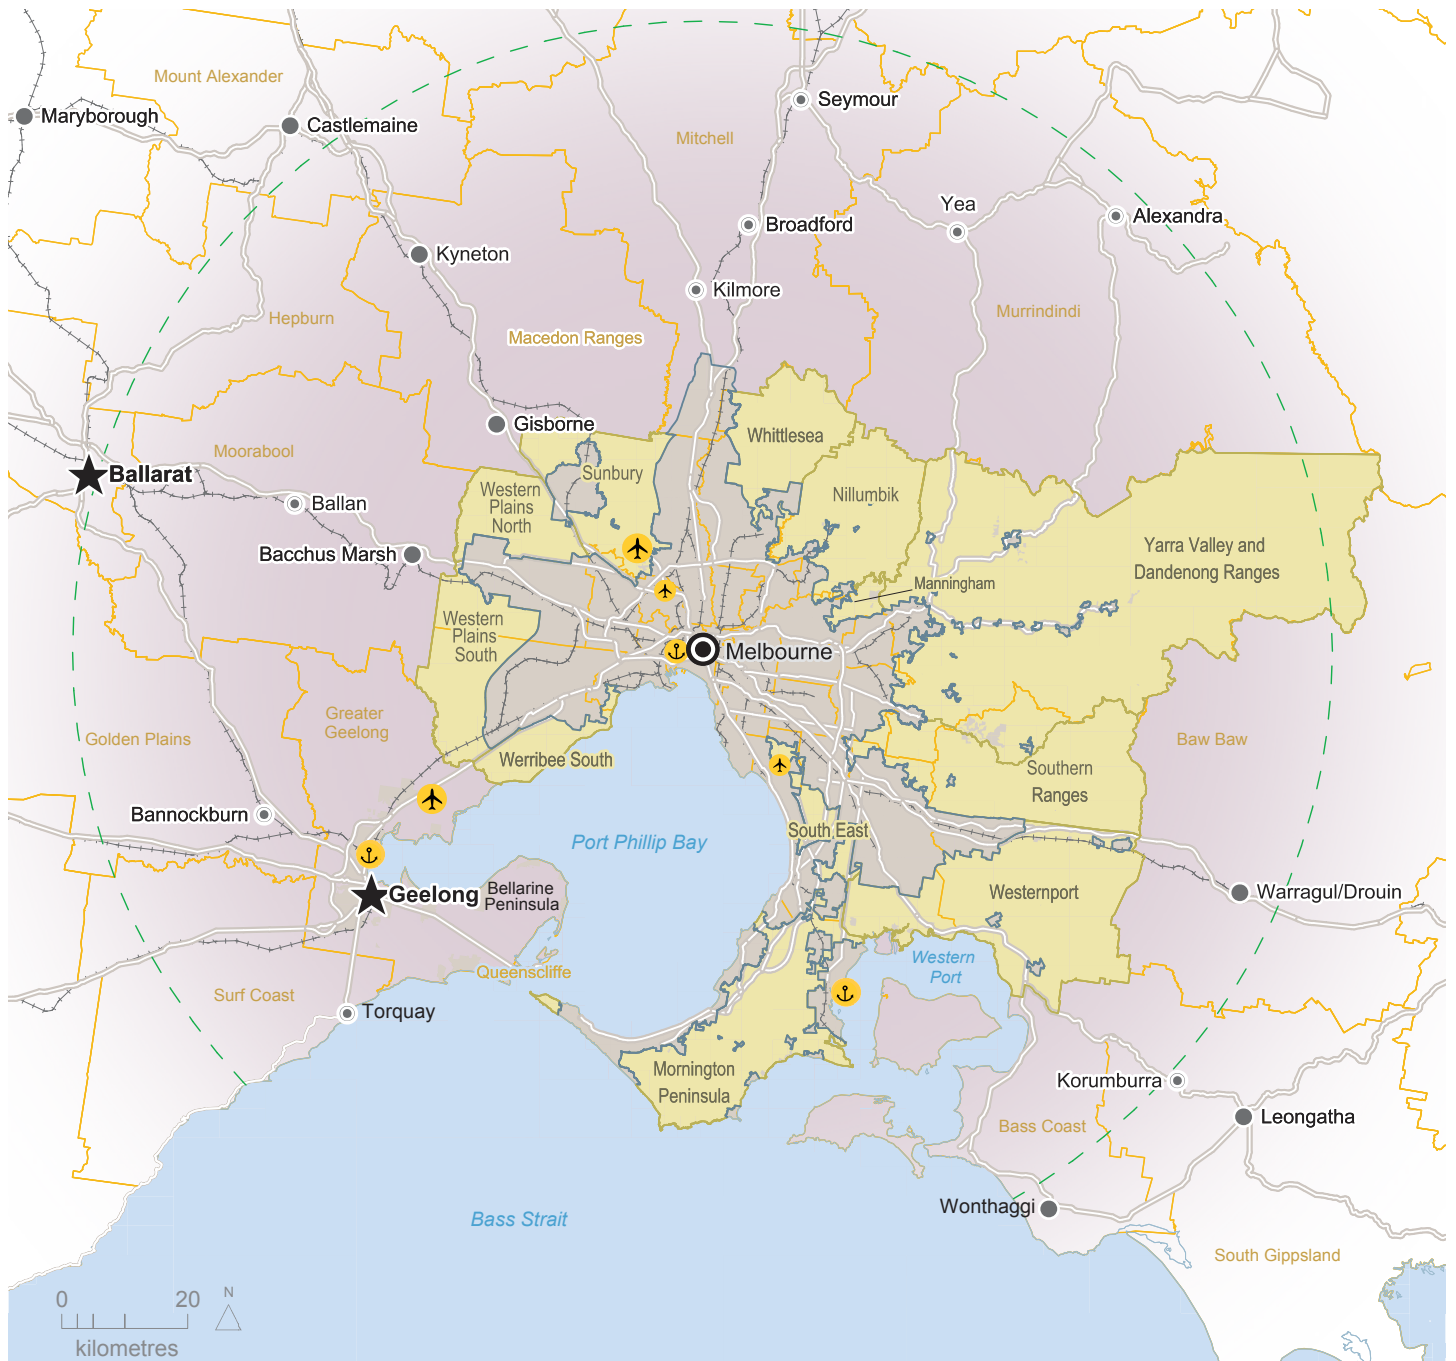 Mount Alexander
Maryborough
Castlemaine
Seymour
Mitchell
Yea
Alexandra
Broadford
Kyneton
Kilmore
Hepburn
Macedon Ranges
Murrindindi
Gisborne
Whittlesea
Moorabool
Ballarat
Sunbury
Western
Plains
North
Nillumbik
Ballan
Bacchus Marsh
Yarra Valley and
Dandenong Ranges
Manningham
Western
Plains
South
Melbourne
Greater
Geelong
Golden Plains
Baw Baw
Werribee South
Southern
Ranges
Bannockburn
South East
Port Phillip Bay
Geelong
Bellarine
Peninsula
Westernport
Warragul/Drouin
Western
Port
Queenscliffe
Surf Coast
Torquay
Mornington
Peninsula
Korumburra
Leongatha
Bass Coast
Wonthaggi
Bass Strait
South Gippsland
0
20
N
kilometres